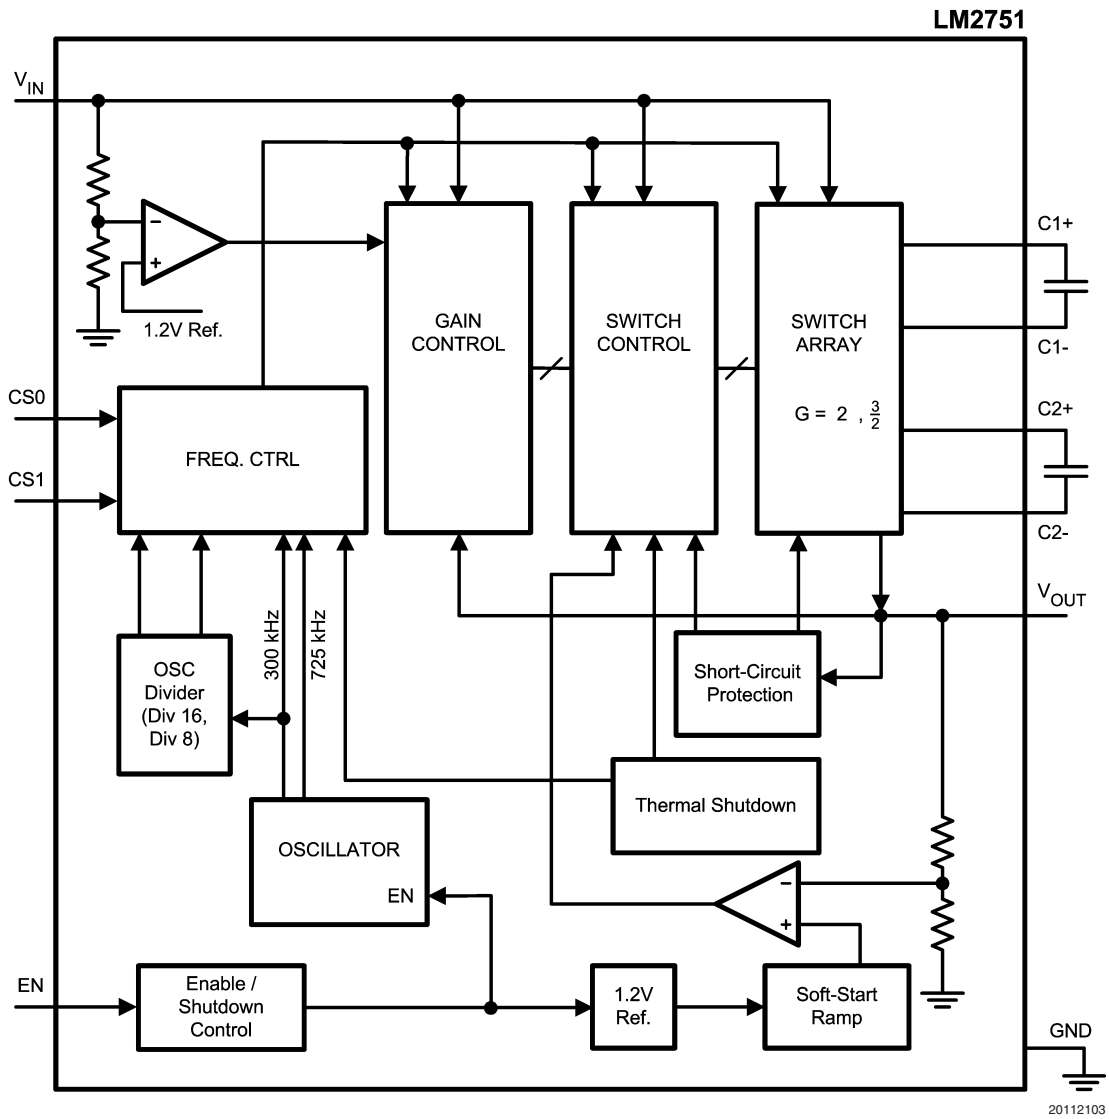 LM2751
VIN
C1+
1.2V Ref.
GAIN
CONTROL
SWITCH
CONTROL
SWITCH
ARRAY
G = 2 , 3/2
C1-
CS0
C2+
CS1
FREQ. CTRL
C2-
VOUT
300 kHz
725 kHz
OSC
Divider
(Div 16,
Div 8)
Short-Circuit
Protection
Thermal Shutdown
OSCILLATOR
EN
−
+
−
+
EN
Enable /
Shutdown
Control
1.2V
Ref.
Soft-Start
Ramp
GND
20112103